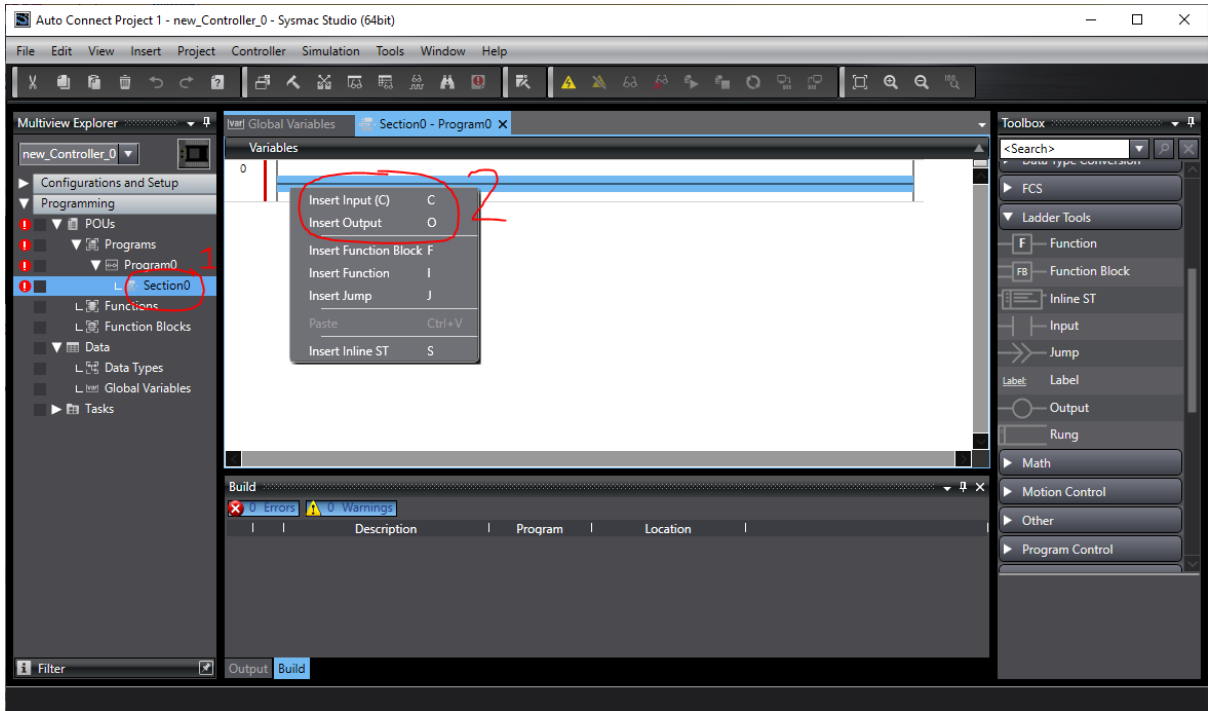 Auto Connect Project 1 - new_Controller_0 - Sysmac Studio (64bit)
File Edit View Insert Project Controller Simulation Tools Window Help
Multiview Explorer
new_Controller_0
Configurations and Setup
Programming
POUs
Programs
Program0
1
Section0
Functions
Function Blocks
Data
Data Types
Global Variables
Tasks
Filter
var Global Variables
Section0 - Program0
Variables
0
Insert Input (C) C
Insert Output O
2
Insert Function Block F
Insert Function I
Insert Jump J
Paste Ctrl+V
Insert Inline ST S
Build
0 Errors 0 Warnings
Description Program Location
Output Build
Toolbox
<Search>
Data Type Conversion
FCS
Ladder Tools
F Function
FB Function Block
Inline ST
Input
Jump
Label: Label
Output
Rung
Math
Motion Control
Other
Program Control